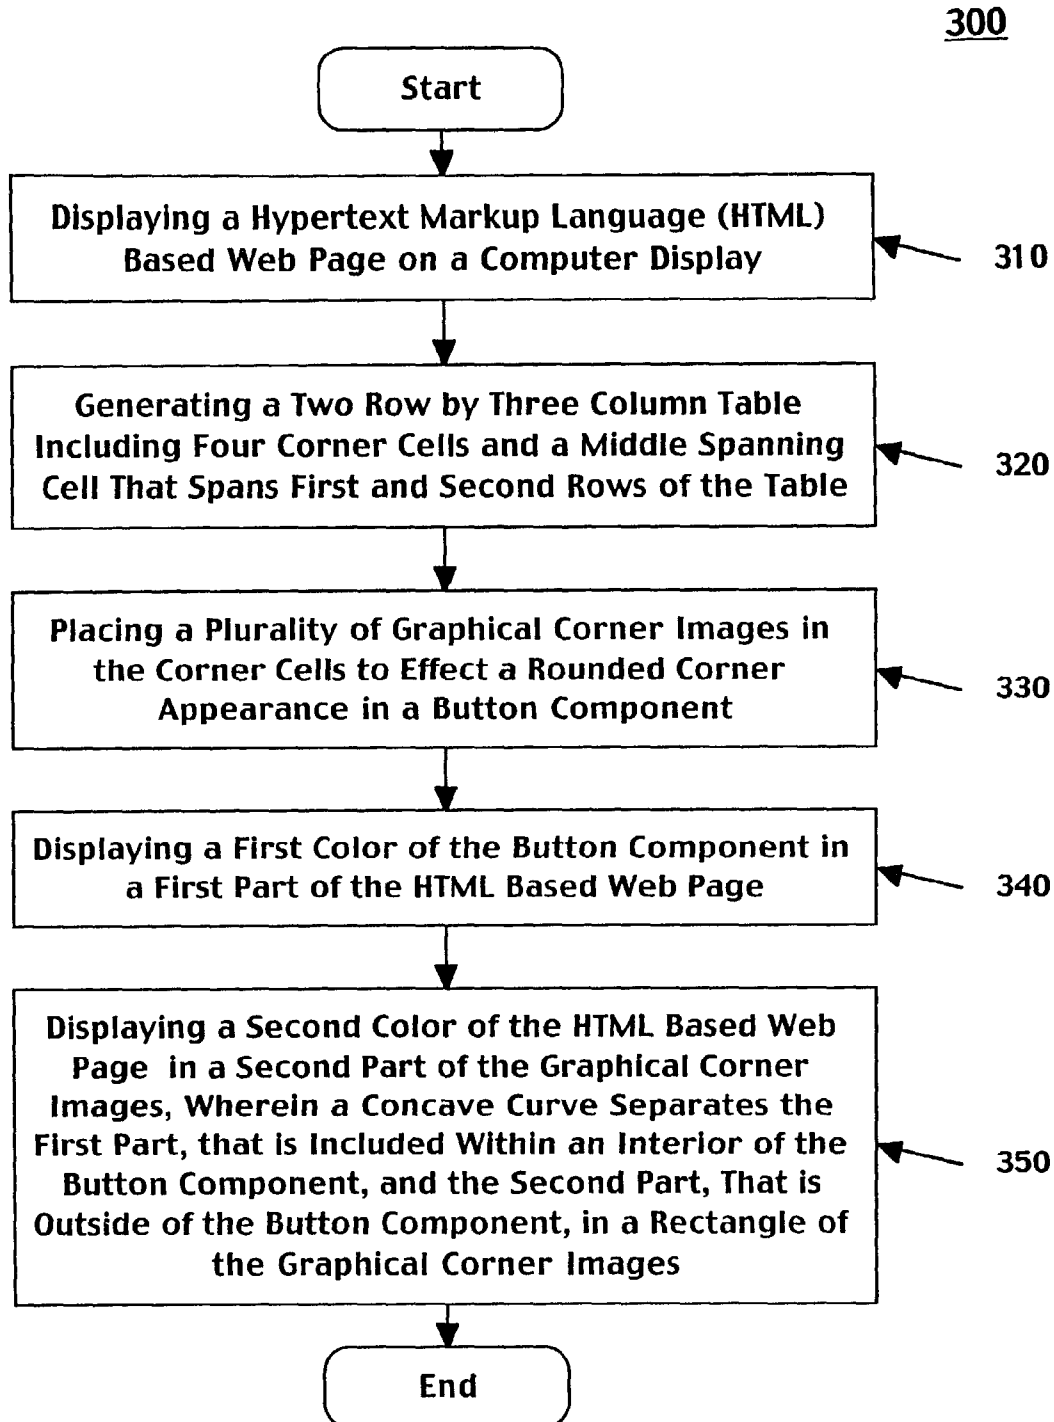 300
Start
Displaying a Hypertext Markup Language (HTML)
Based Web Page on a Computer Display
310
Generating a Two Row by Three Column Table
Including Four Corner Cells and a Middle Spanning
Cell That Spans First and Second Rows of the Table
320
Placing a Plurality of Graphical Corner Images in
the Corner Cells to Effect a Rounded Corner
Appearance in a Button Component
330
Displaying a First Color of the Button Component in
a First Part of the HTML Based Web Page
340
Displaying a Second Color of the HTML Based Web
Page in a Second Part of the Graphical Corner
Images, Wherein a Concave Curve Separates the
First Part, that is Included Within an Interior of the
Button Component, and the Second Part, That is
Outside of the Button Component, in a Rectangle of
the Graphical Corner Images
350
End